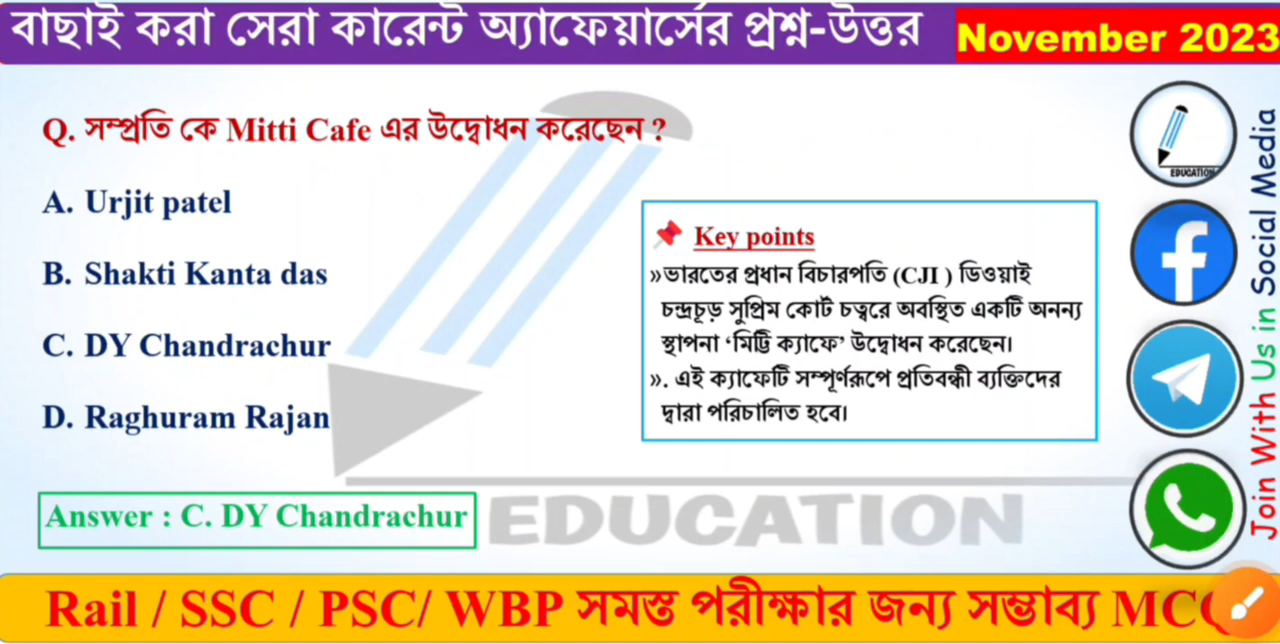 বাছাই করা সেরা কারেন্ট অ্যাফেয়ার্সের প্রশ্ন-উত্তর
November 2023
Q. সম্প্রতি কে Mitti Cafe এর উদ্বোধন করেছেন ?
A. Urjit patel
B. Shakti Kanta das
C. DY Chandrachur
D. Raghuram Rajan
Key points
»ভারতের প্রধান বিচারপতি (CJI ) ডিওয়াই
চন্দ্রচূড় সুপ্রিম কোর্ট চত্বরে অবস্থিত একটি অনন্য
স্থাপনা ‘মিট্টি ক্যাফে’ উদ্বোধন করেছেন।
». এই ক্যাফেটি সম্পূর্ণরূপে প্রতিবন্ধী ব্যক্তিদের
দ্বারা পরিচালিত হবে।
Answer : C. DY Chandrachur
EDUCATION
EDUCATION
Join With Us in Social Media
Rail / SSC / PSC/ WBP সমস্ত পরীক্ষার জন্য সম্ভাব্য